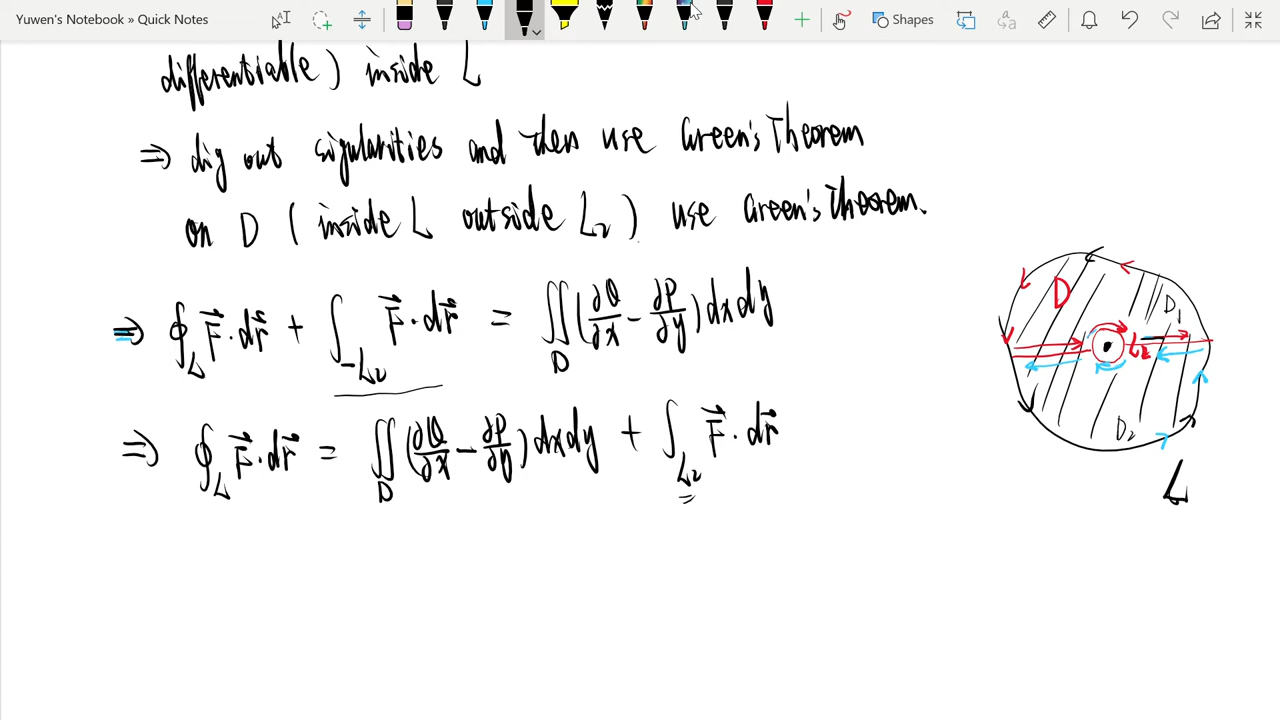 Yuwen's Notebook » Quick Notes
Shapes
differentiable) inside L
⇒ dig out sigularities and then use Green's Theorem
on D (inside L outside L₂) use Green's Theorem.
⇒ ∮_L F⃗·dr⃗ + ∫_{-L₂} F⃗·dr⃗ = ∬_D (∂Q/∂x − ∂P/∂y) dx dy
⇒ ∮_L F⃗·dr⃗ = ∬_D (∂Q/∂x − ∂P/∂y) dx dy + ∫_{L₂} F⃗·dr⃗
D
D₁
L₂
D₂
L